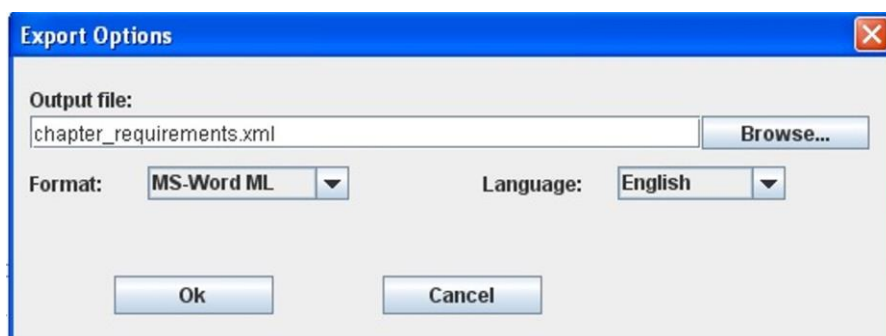 Export Options
Output file:
chapter_requirements.xml Browse...
Format: MS-Word ML Language: English
Ok Cancel